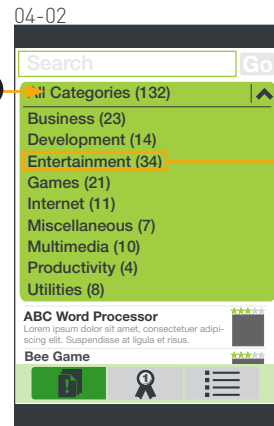 04-02
Search
Go
All Categories (132)
Business (23)
Development (14)
Entertainment (34)
Games (21)
Internet (11)
Miscellaneous (7)
Multimedia (10)
Productivity (4)
Utilities (8)
ABC Word Processor
Lorem ipsum dolor sit amet, consectetuer adipi-
scing elit. Suspendisse at ligula et risus.
Bee Game
1